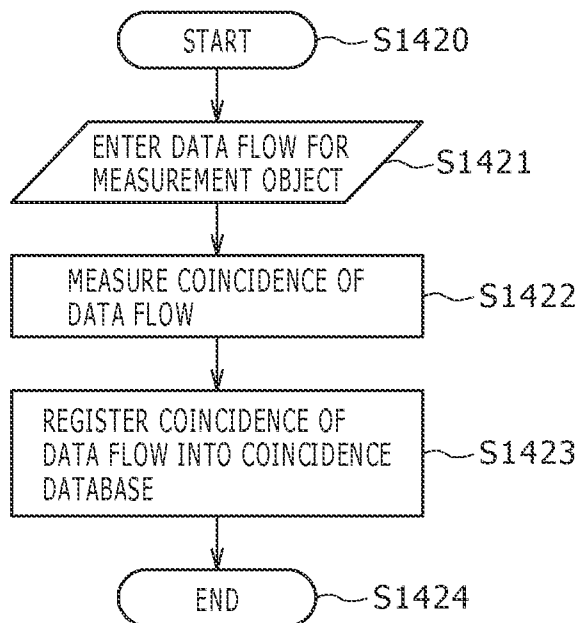 START
S1420
ENTER DATA FLOW FOR
MEASUREMENT OBJECT
S1421
MEASURE COINCIDENCE OF
DATA FLOW
S1422
REGISTER COINCIDENCE OF
DATA FLOW INTO COINCIDENCE
DATABASE
S1423
END
S1424